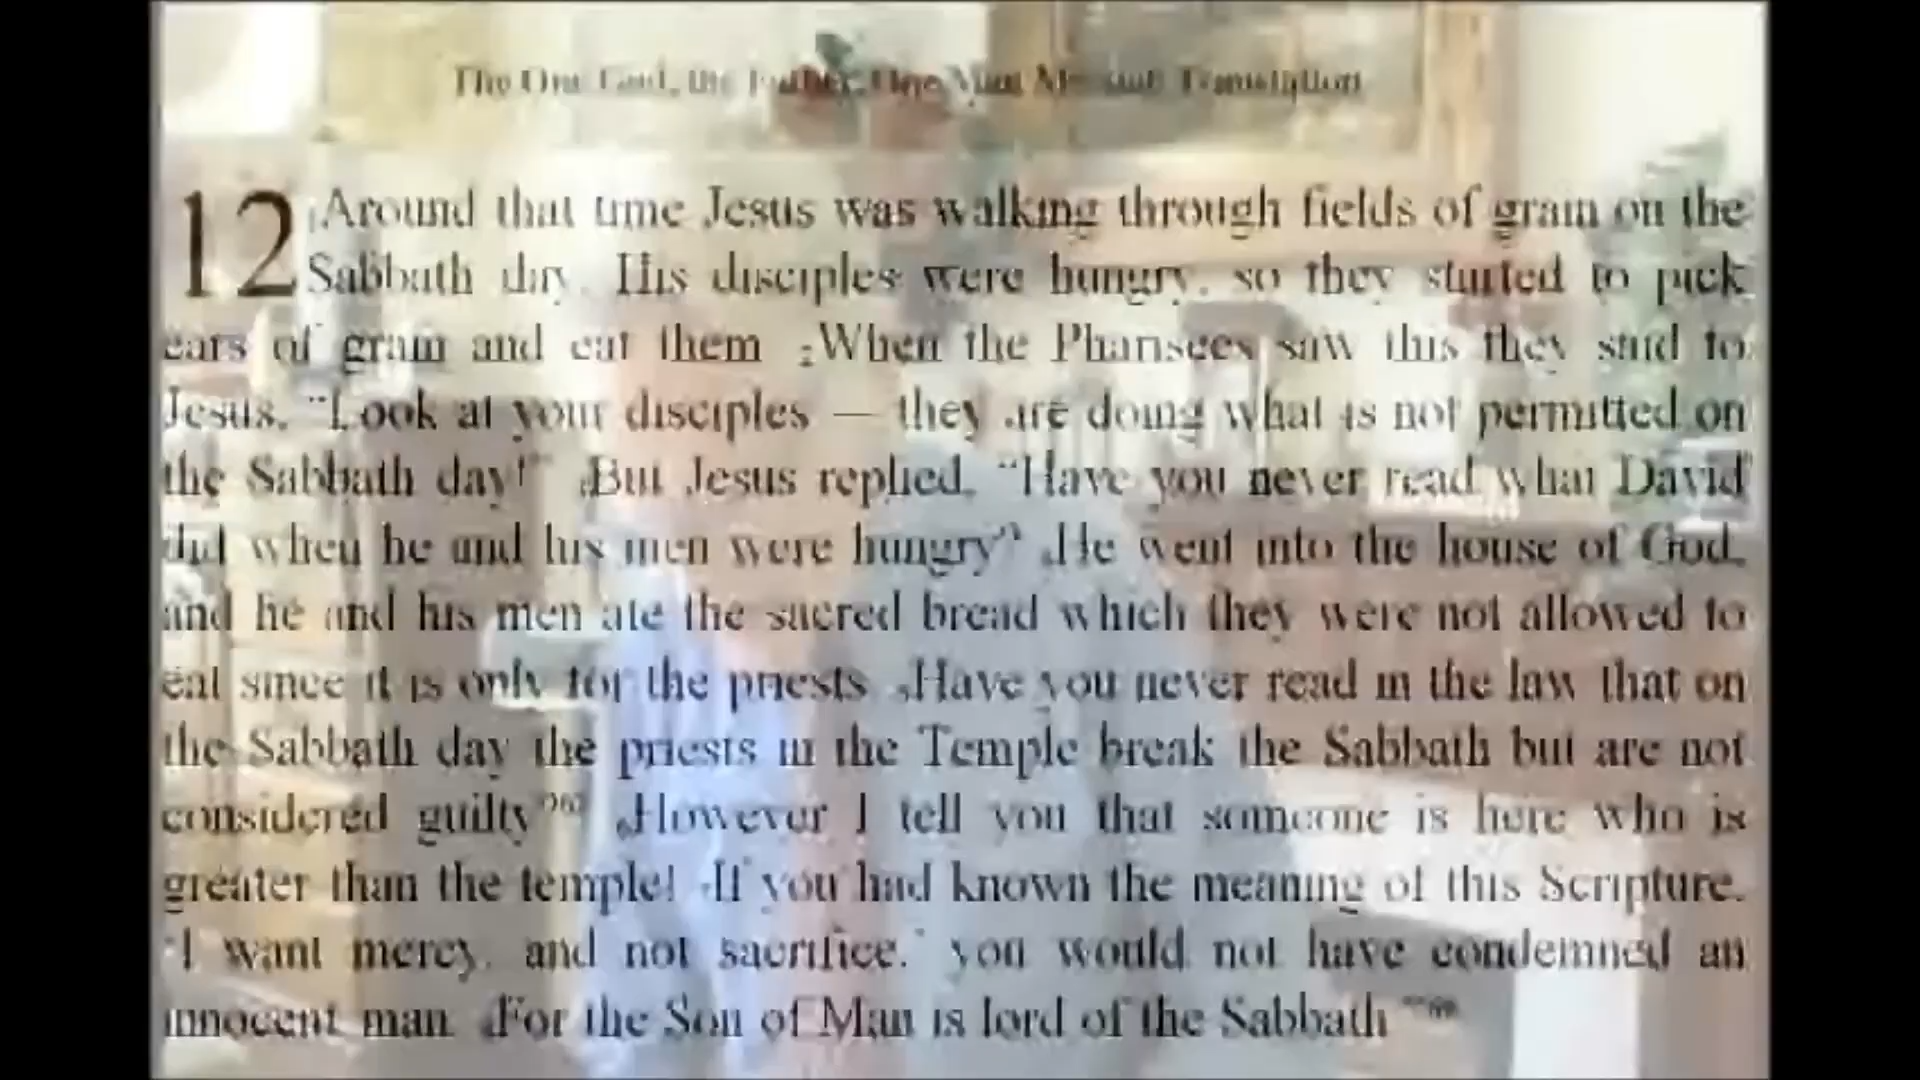 The One God, the Father, One Man Messiah Translation
12 1Around that time Jesus was walking through fields of grain on the
Sabbath day. His disciples were hungry, so they started to pick
ears of grain and eat them. 2When the Pharisees saw this they said to
Jesus, “Look at your disciples — they are doing what is not permitted on
the Sabbath day!” 3But Jesus replied, “Have you never read what David
did when he and his men were hungry? 4He went into the house of God,
and he and his men ate the sacred bread which they were not allowed to
eat since it is only for the priests. 5Have you never read in the law that on
the Sabbath day the priests in the Temple break the Sabbath but are not
considered guilty? 6However I tell you that someone is here who is
greater than the temple! 7If you had known the meaning of this Scripture,
‘I want mercy, and not sacrifice,’ you would not have condemned an
innocent man. 8For the Son of Man is lord of the Sabbath.”